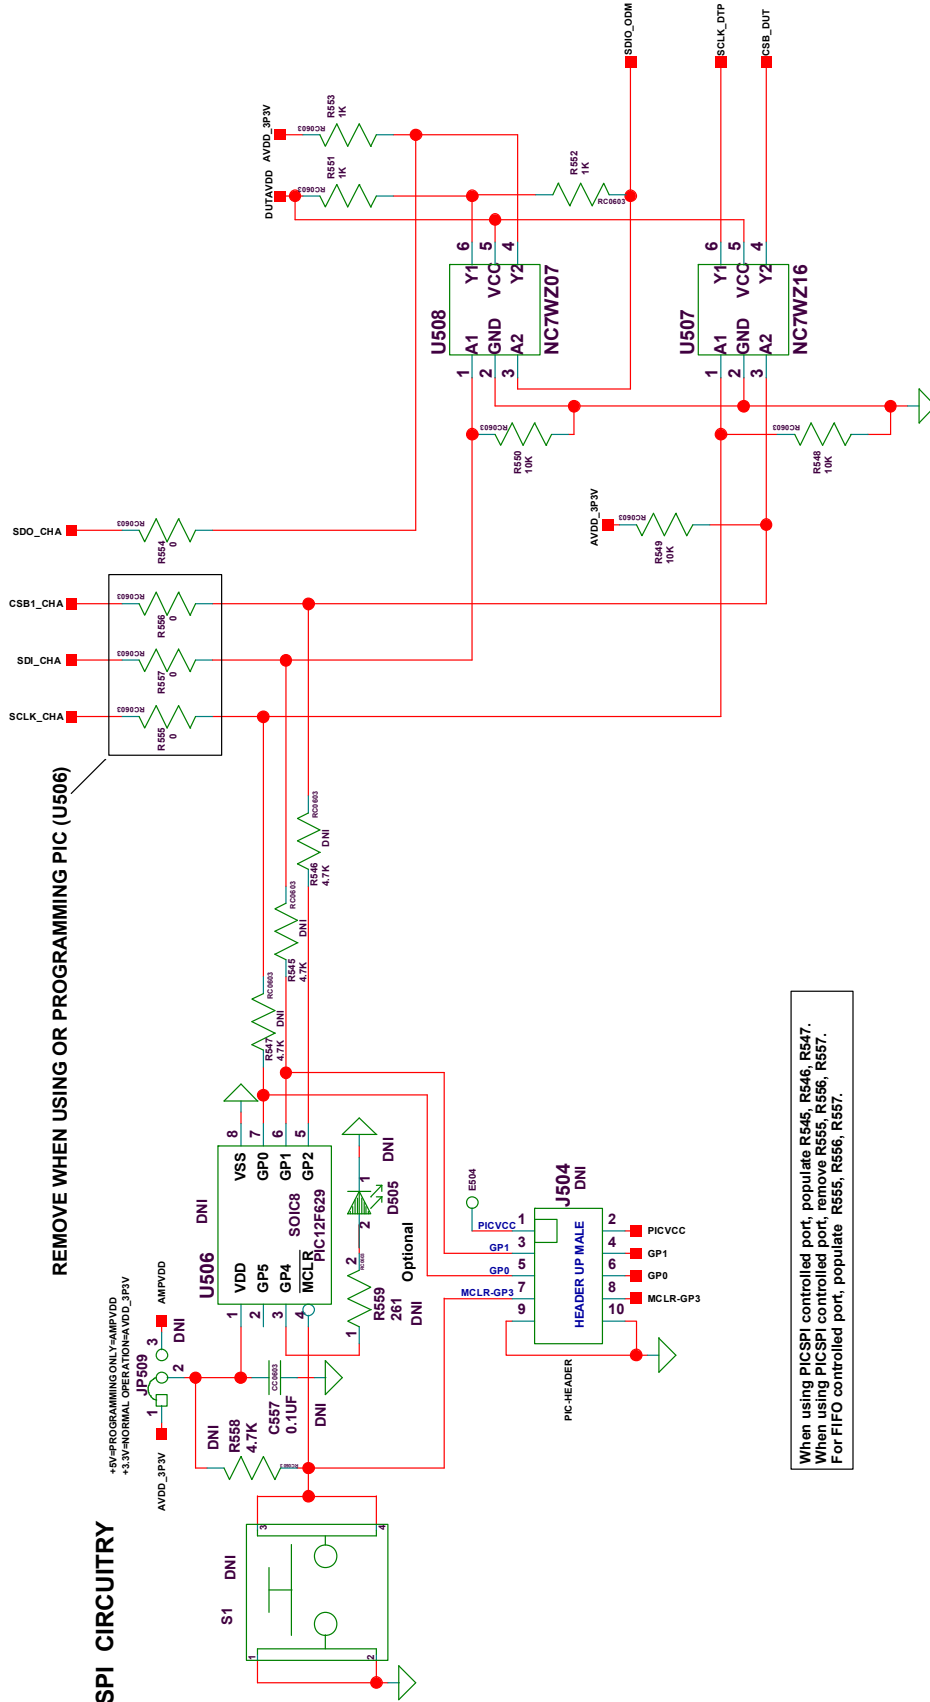 SPI CIRCUITRY
+5V=PROGRAMMING ONLY=AMPVDD
+3.3V=NORMAL OPERATION=AVDD_3P3V
REMOVE WHEN USING OR PROGRAMMING PIC (U506)
AVDD_3P3V
1
JP509
2
3
DNI
AMPVDD
S1
DNI
1
2
3
4
DNI
R558
4.7K
RC0603
C557
0.1UF
CC0603
DNI
U506
DNI
1
VDD
2
GP5
3
GP4
4
MCLR
8
VSS
7
GP0
6
GP1
5
GP2
SOIC8
PIC12F629
R559
261
DNI
1
2
RC0603
Optional
D505
DNI
2
1
E504
J504
DNI
HEADER UP MALE
PIC-HEADER
PICVCC
GP1
GP0
MCLR-GP3
1
3
5
7
9
2
4
6
8
10
PICVCC
GP1
GP0
MCLR-GP3
R547
4.7K
DNI
RC0603
R545
4.7K
DNI
RC0603
R546
4.7K
DNI
RC0603
SCLK_CHA
R555
0
RC0603
SDI_CHA
R557
0
RC0603
CSB1_CHA
R556
0
RC0603
SDO_CHA
R554
0
RC0603
AVDD_3P3V
R549
10K
RC0603
R550
10K
RC0603
R548
10K
RC0603
U508
NC7WZ07
1
A1
2
GND
3
A2
6
Y1
5
VCC
4
Y2
U507
NC7WZ16
1
A1
2
GND
3
A2
6
Y1
5
VCC
4
Y2
DUTAVDD
AVDD_3P3V
R551
1K
RC0603
R553
1K
RC0603
R552
1K
RC0603
SDIO_ODM
SCLK_DTP
CSB_DUT
When using PICSPI controlled port, populate R545, R546, R547.
When using PICSPI controlled port, remove R555, R556, R557.
For FIFO controlled port, populate R555, R556, R557.